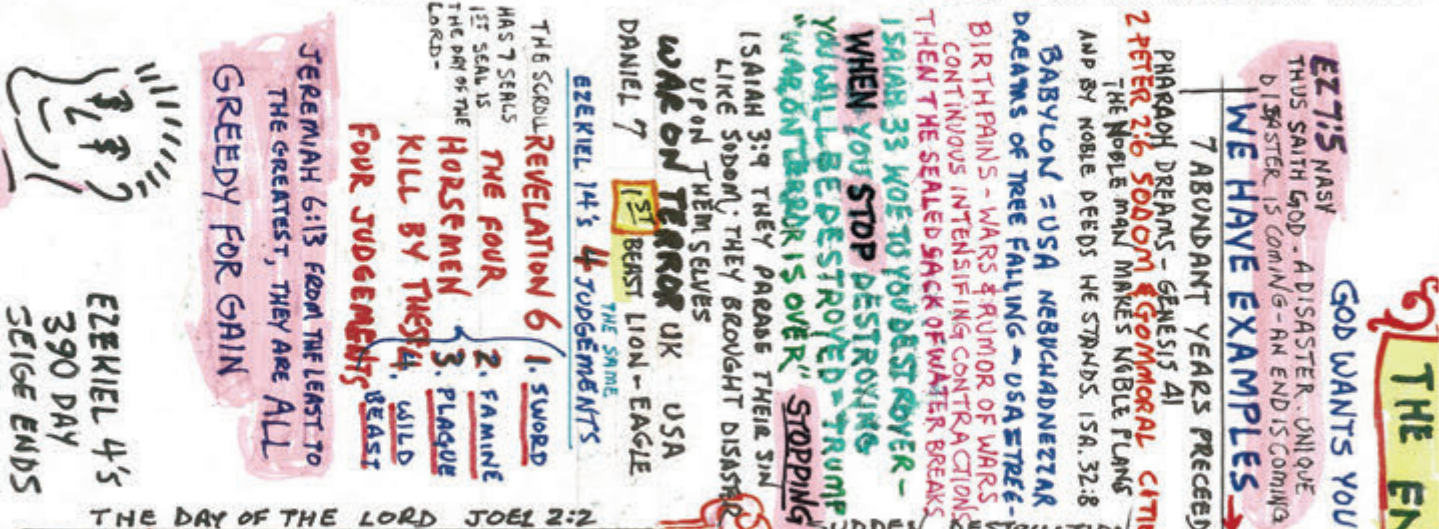 THE EN
GOD WANTS YOU
EZ 7:5 NASV
THUS SAITH GOD - A DISASTER. UNIQUE
DISASTER IS COMING - AN END IS COMING
WE HAVE EXAMPLES
7 ABUNDANT YEARS PRECEED
PHARAOH DREAMS - GENESIS 41
2 PETER 2:6 SODOM & GOMMORAL CITI
THE NOBLE MAN MAKES NOBLE PLANS
AND BY NOBLE DEEDS HE STANDS. ISA. 32:8
BABYLON = USA NEBUCHADNEZZAR
DREAMS OF TREE FALLING - USA = TREE -
BIRTH PAINS - WARS & RUMOR OF WARS
CONTINUOUS INTENSIFYING CONTRACTIONS
THEN THE SEALED SACK OF WATER BREAKS
ISAIAH 33 WOE TO YOU DESTROYER -
WHEN YOU STOP DESTROYING
YOU WILL BE DESTROYED - TRUMP
"WAR ON TERROR IS OVER"
STOPPING
ISAIAH 3:9 THEY PARADE THEIR SIN
LIKE SODOM; THEY BROUGHT DISASTER
UPON THEMSELVES
WAR ON TERROR UK USA
DANIEL 7 1ST BEAST LION - EAGLE
THE SAME
EZEKIEL 14'S 4 JUDGEMENTS
THE SCROLL REVELATION 6
HAS 7 SEALS
1ST SEAL IS
THE DAY OF THE
LORD -
THE FOUR
HORSEMEN
KILL BY THESE
FOUR JUDGEMENTS
1. SWORD
2. FAMINE
3. PLAGUE
4. WILD
BEAST
JEREMIAH 6:13 FROM THE LEAST TO
THE GREATEST, THEY ARE ALL
GREEDY FOR GAIN
EZEKIEL 4'S
390 DAY
SEIGE ENDS
THE DAY OF THE LORD JOEL 2:2
SUDDEN